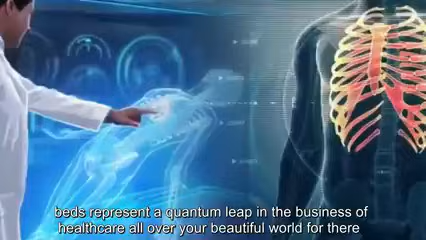 beds represent a quantum leap in the business of
healthcare all over your beautiful world for there